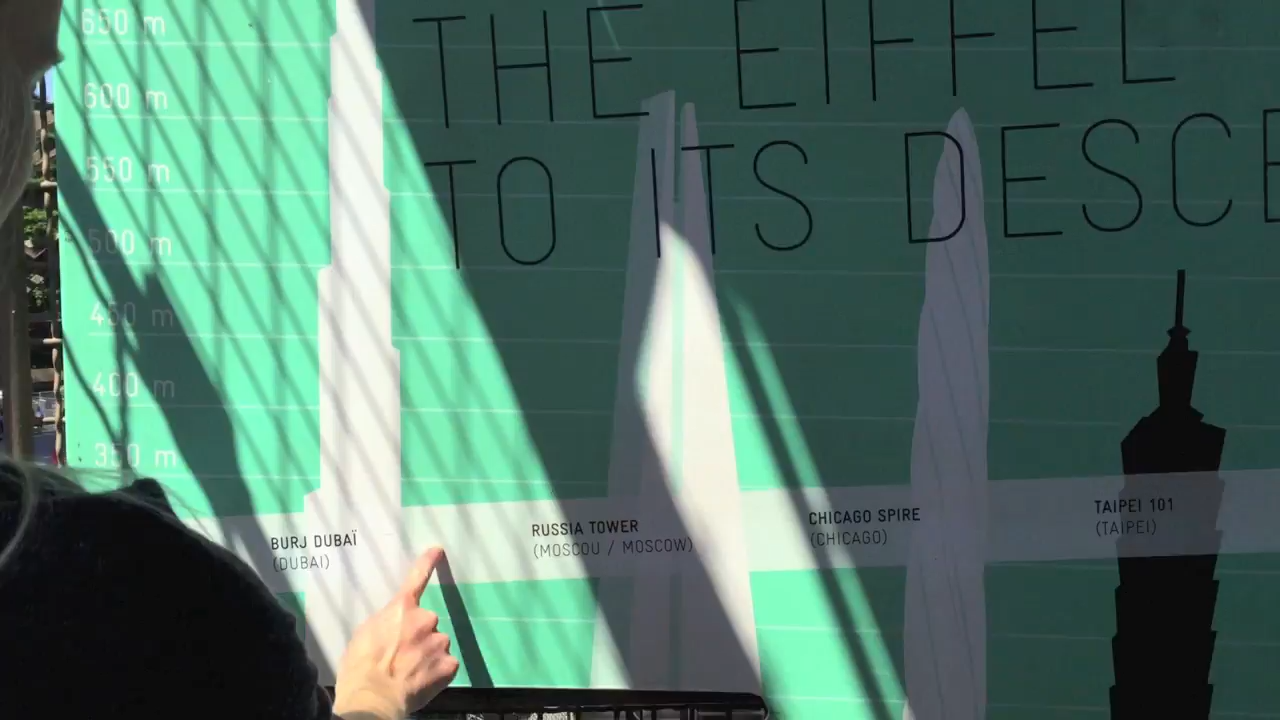 650 m
THE EIFFEL
600 m
TO ITS DESCE
550 m
500 m
450 m
400 m
350 m
BURJ DUBAÏ
(DUBAI)
RUSSIA TOWER
(MOSCOU / MOSCOW)
CHICAGO SPIRE
(CHICAGO)
TAIPEI 101
(TAIPEI)